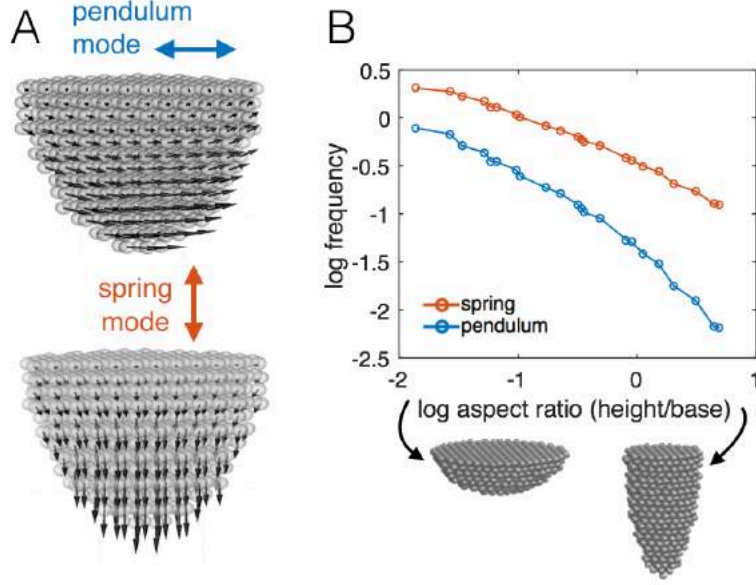 A
pendulum
mode
spring
mode
B
0.5
0
-0.5
-1
-1.5
-2
-2.5
log frequency
spring
pendulum
-2
-1
0
1
log aspect ratio (height/base)